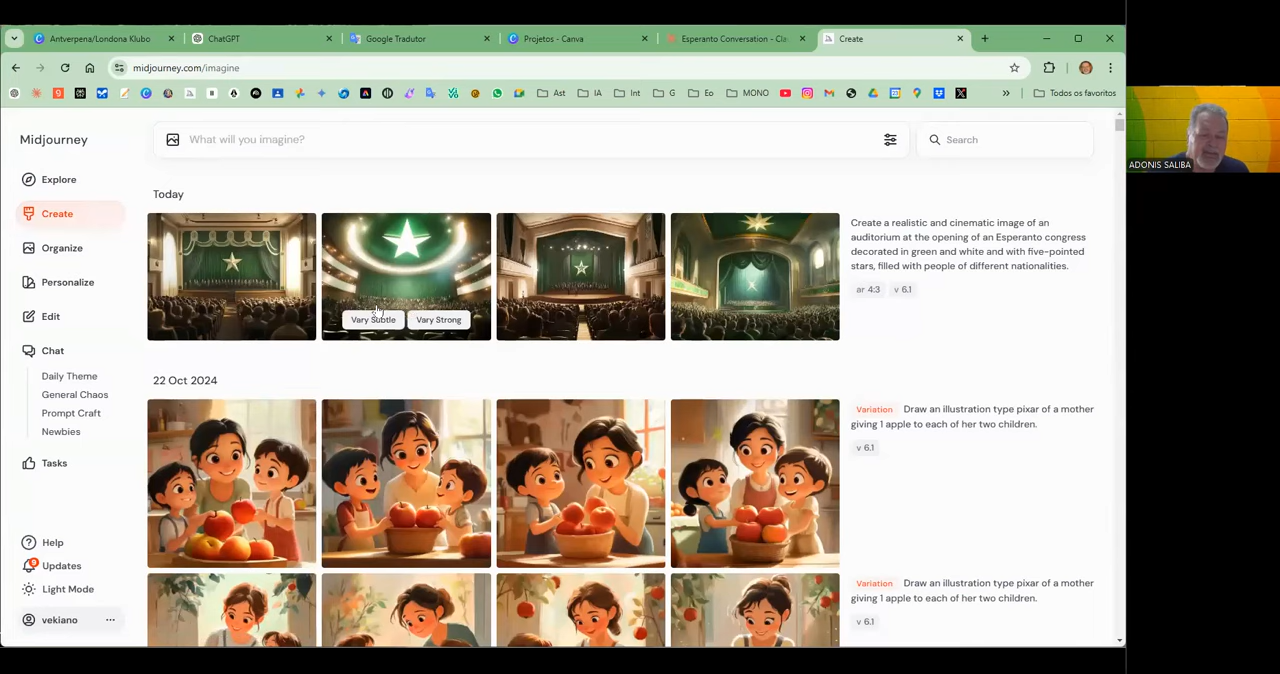 Antverpena/Londona Klubo
ChatGPT
Google Tradutor
Projetos - Canva
Esperanto Conversation - Cla
Create
midjourney.com/imagine
Ast
IA
Int
G
Eo
MONO
Todos os favoritos
ADONIS SALIBA
Midjourney
What will you imagine?
Search
Explore
Create
Organize
Personalize
Edit
Chat
Daily Theme
General Chaos
Prompt Craft
Newbies
Tasks
Help
9
Updates
Light Mode
vekiano
Today
Vary Subtle
Vary Strong
Create a realistic and cinematic image of an
auditorium at the opening of an Esperanto congress
decorated in green and white and with five-pointed
stars, filled with people of different nationalities.
ar 4:3 v 6.1
22 Oct 2024
Variation Draw an illustration type pixar of a mother
giving 1 apple to each of her two children.
v 6.1
Variation Draw an illustration type pixar of a mother
giving 1 apple to each of her two children.
v 6.1